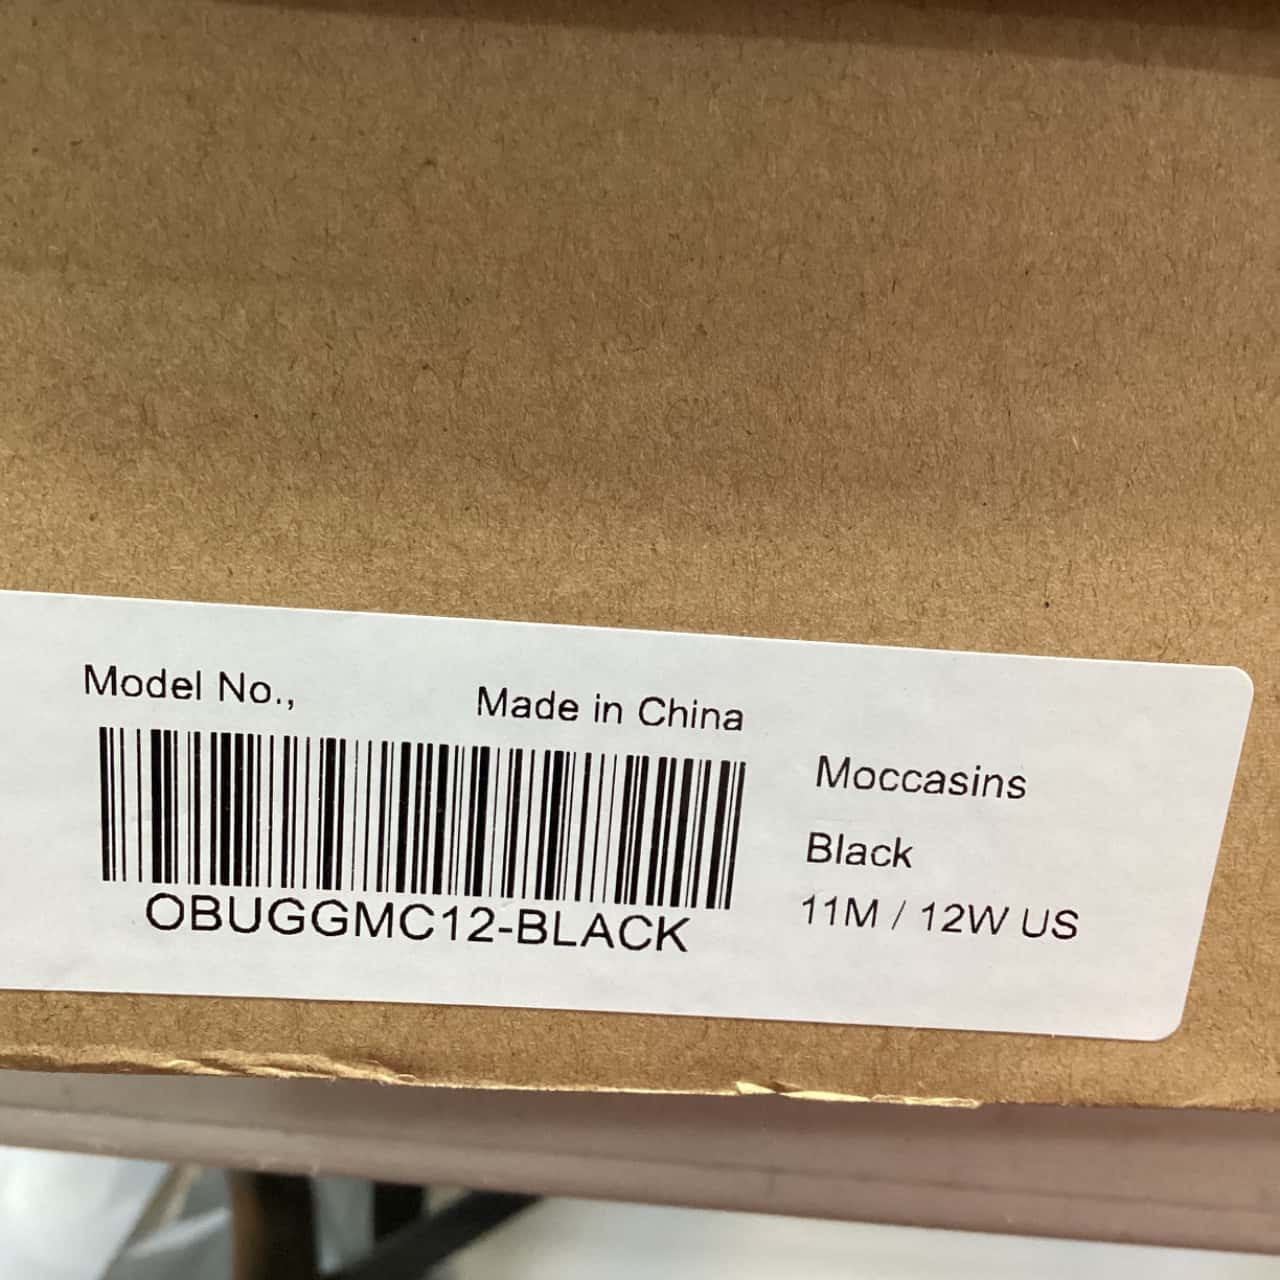 Model No.,
Made in China
OBUGGMC12-BLACK
Moccasins
Black
11M / 12W US